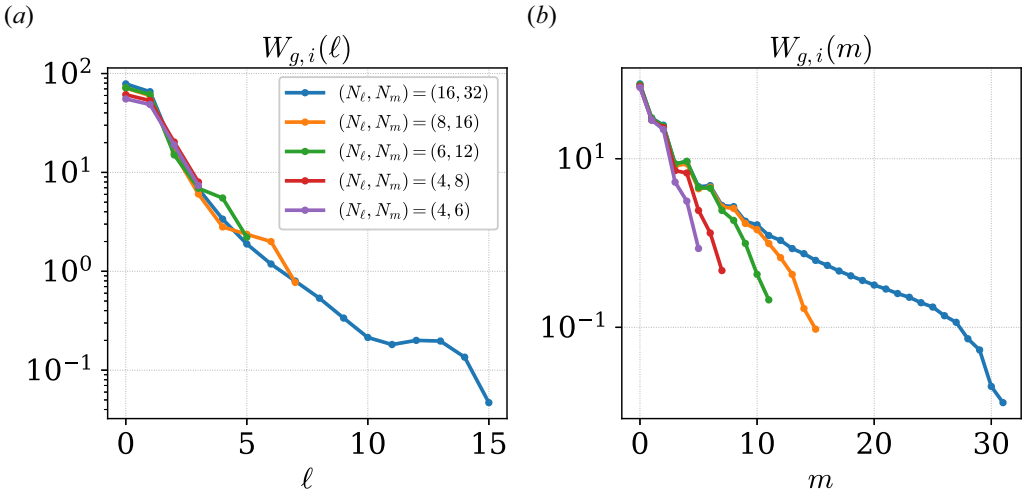 (a)
W_{g,i}(ℓ)
10^2
10^1
10^0
10^{-1}
0
5
10
15
ℓ
(N_ℓ, N_m) = (16, 32)
(N_ℓ, N_m) = (8, 16)
(N_ℓ, N_m) = (6, 12)
(N_ℓ, N_m) = (4, 8)
(N_ℓ, N_m) = (4, 6)
(b)
W_{g,i}(m)
10^1
10^{-1}
0
10
20
30
m